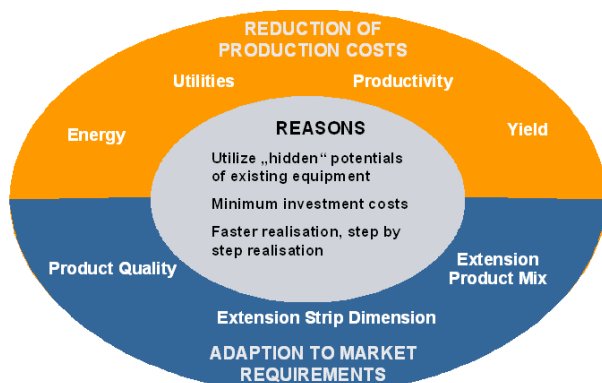 REDUCTION OF
PRODUCTION COSTS
Utilities
Productivity
Energy
Yield
REASONS
Utilize „hidden“ potentials
of existing equipment
Minimum investment costs
Faster realisation, step by
step realisation
Product Quality
Extension
Product Mix
Extension Strip Dimension
ADAPTION TO MARKET
REQUIREMENTS